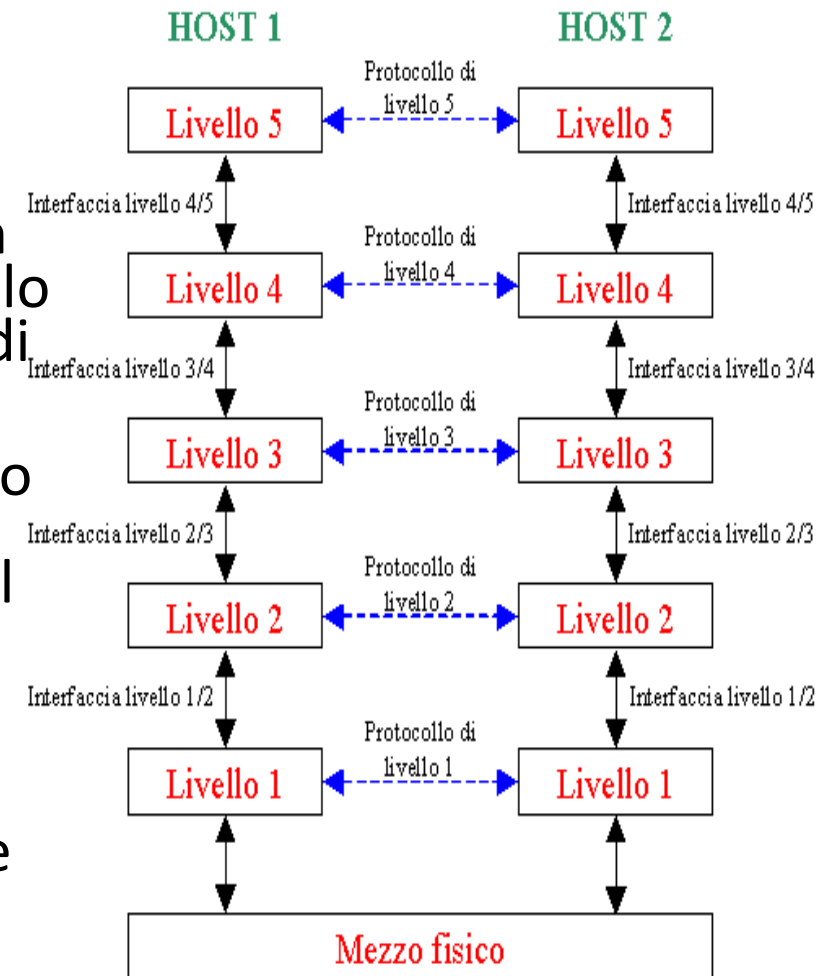 HOST 1
HOST 2
Protocollo di
livello 5
Livello 5
Livello 5
Interfaccia livello 4/5
Interfaccia livello 4/5
lo
di
Protocollo di
livello 4
Livello 4
Livello 4
Interfaccia livello 3/4
Interfaccia livello 3/4
Protocollo di
livello 3
Livello 3
Livello 3
o
Interfaccia livello 2/3
Interfaccia livello 2/3
l
Protocollo di
livello 2
Livello 2
Livello 2
Interfaccia livello 1/2
Interfaccia livello 1/2
Protocollo di
livello 1
Livello 1
Livello 1
e
Mezzo fisico